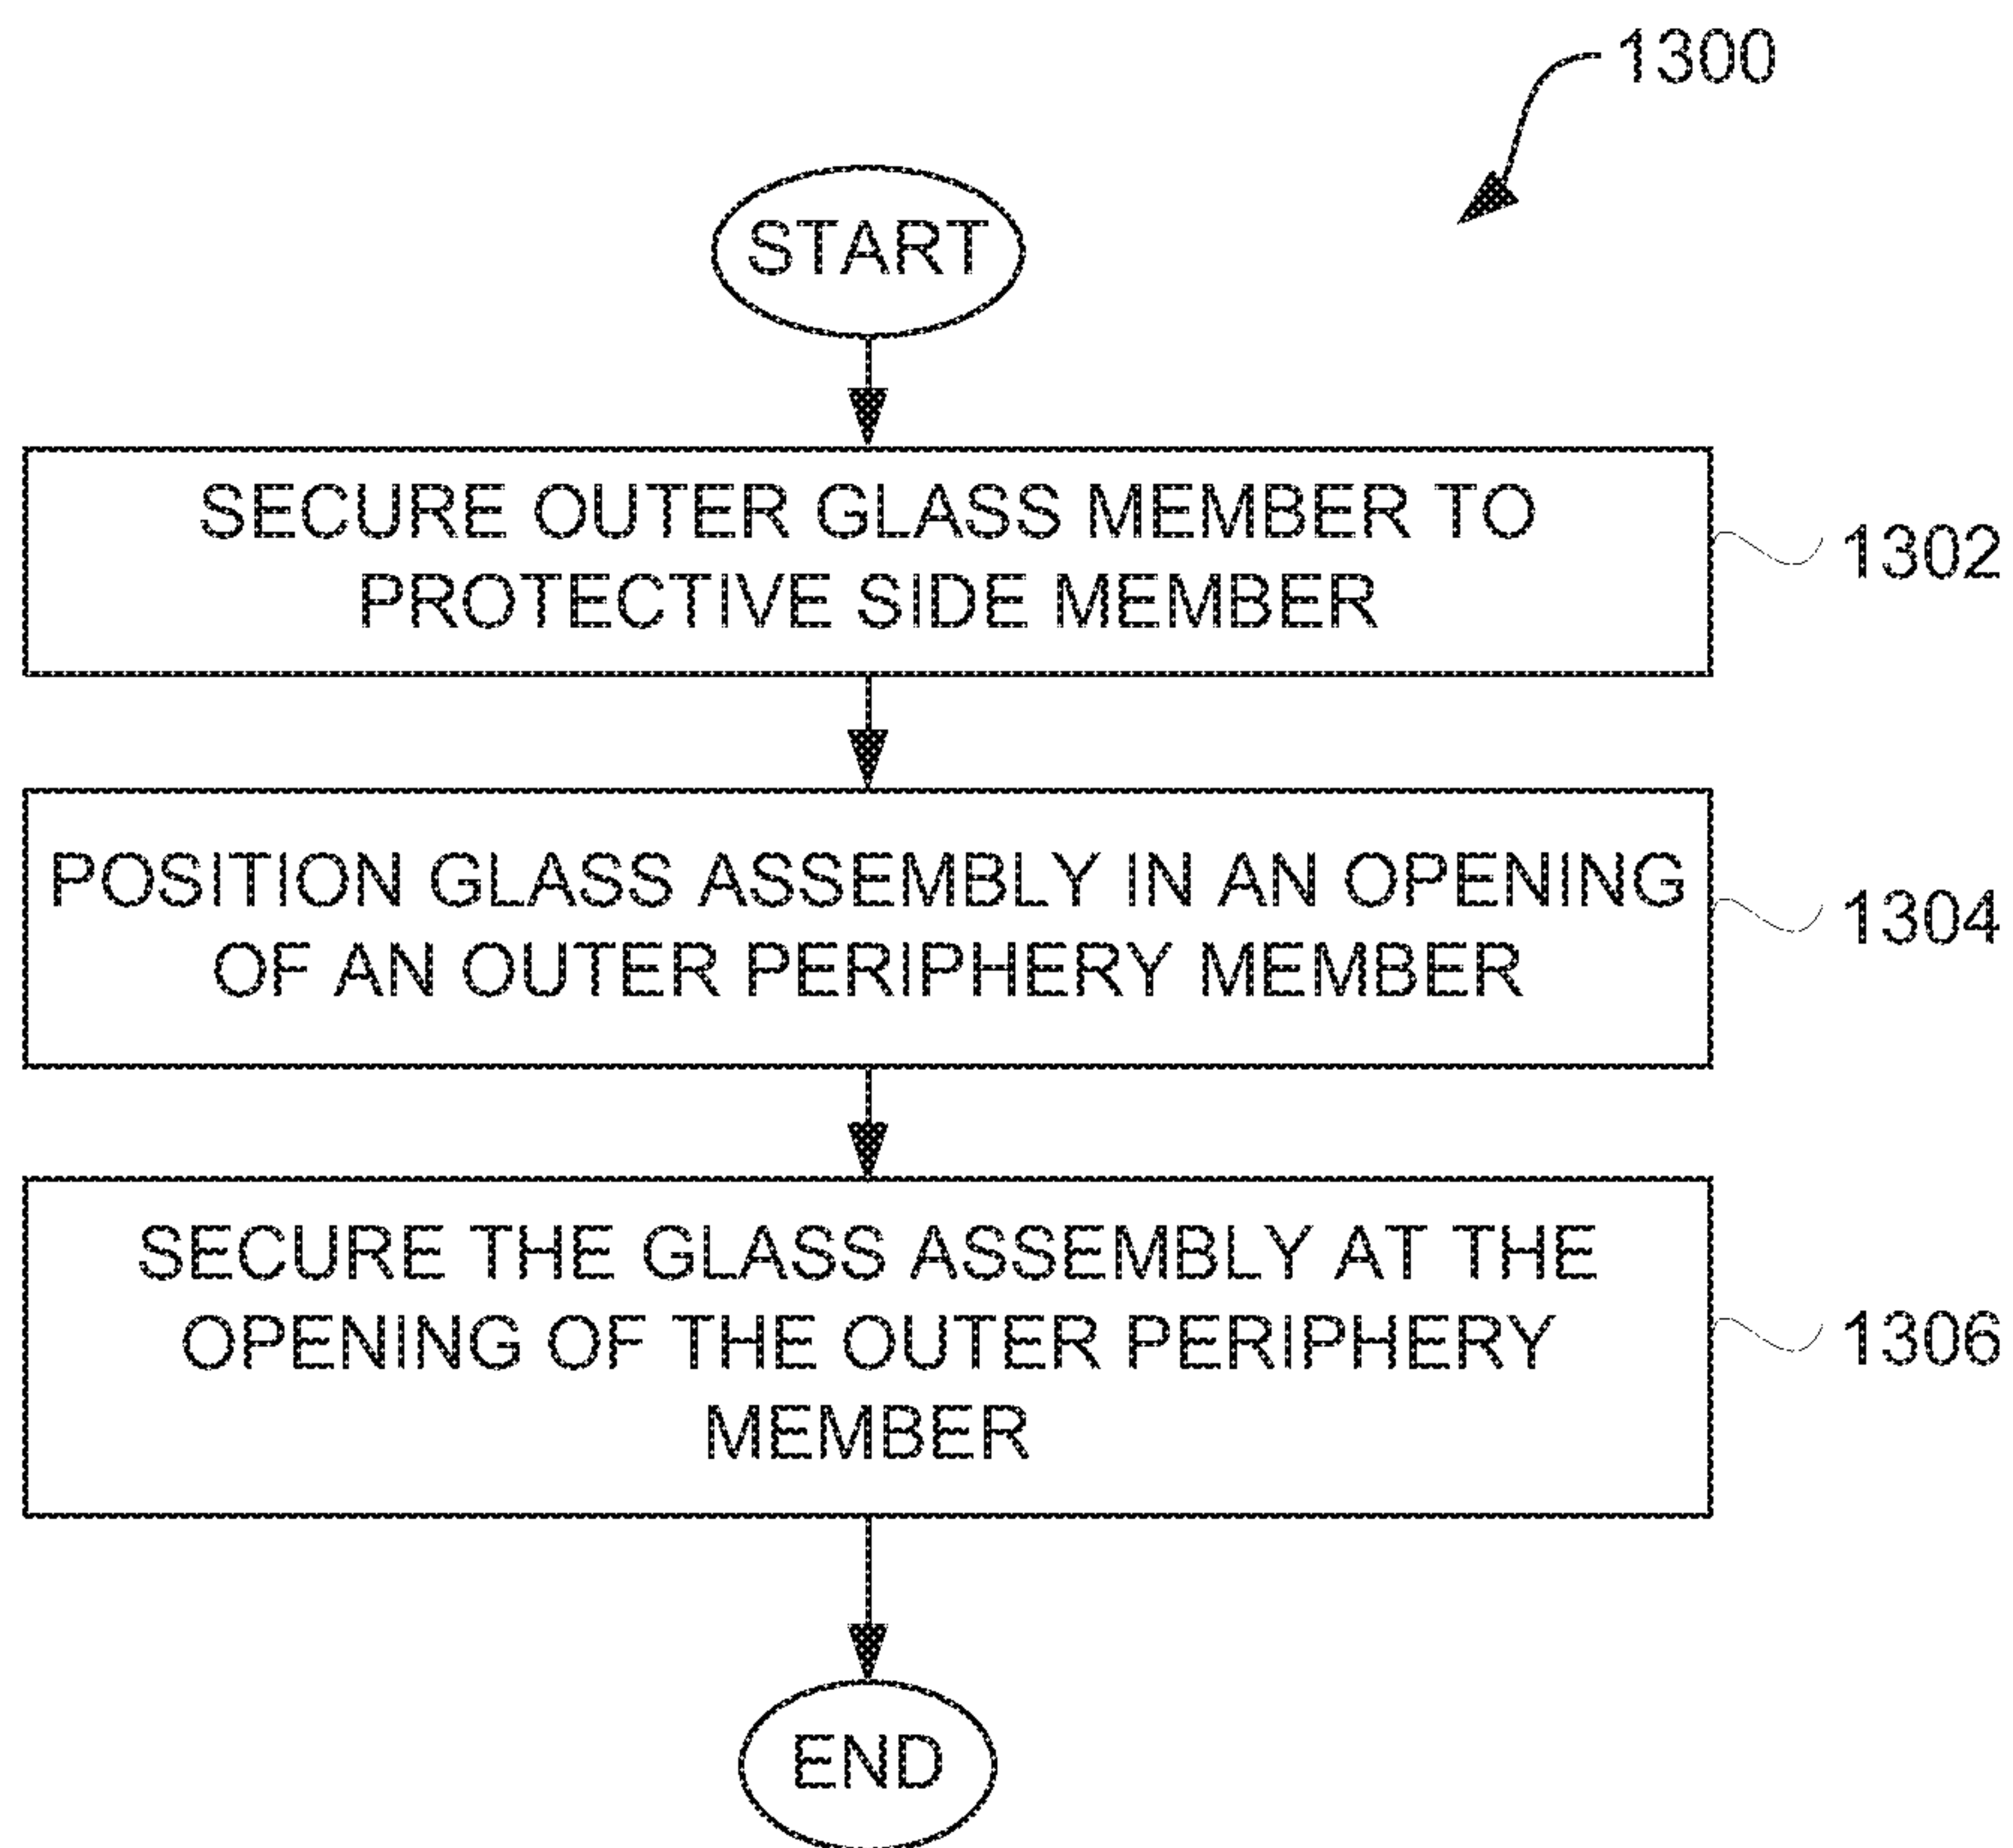 1300
START
SECURE OUTER GLASS MEMBER TO
PROTECTIVE SIDE MEMBER
1302
POSITION GLASS ASSEMBLY IN AN OPENING
OF AN OUTER PERIPHERY MEMBER
1304
SECURE THE GLASS ASSEMBLY AT THE
OPENING OF THE OUTER PERIPHERY
MEMBER
1306
END